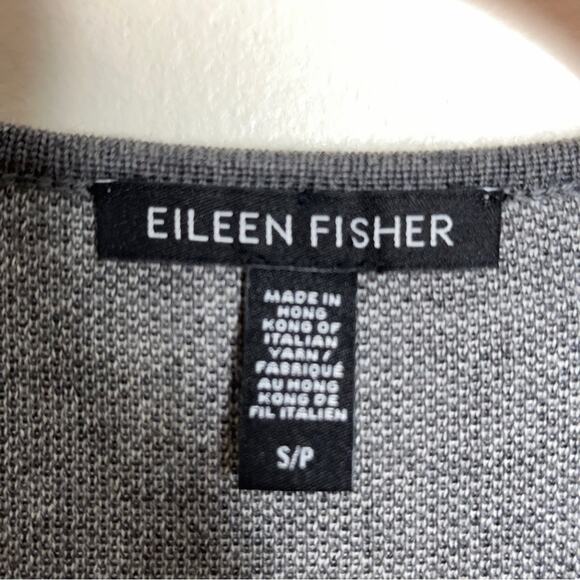 EILEEN FISHER
MADE IN
HONG
KONG OF
ITALIAN
YARN /
FABRIQUÉ
AU HONG
KONG DE
FIL ITALIEN
S/P